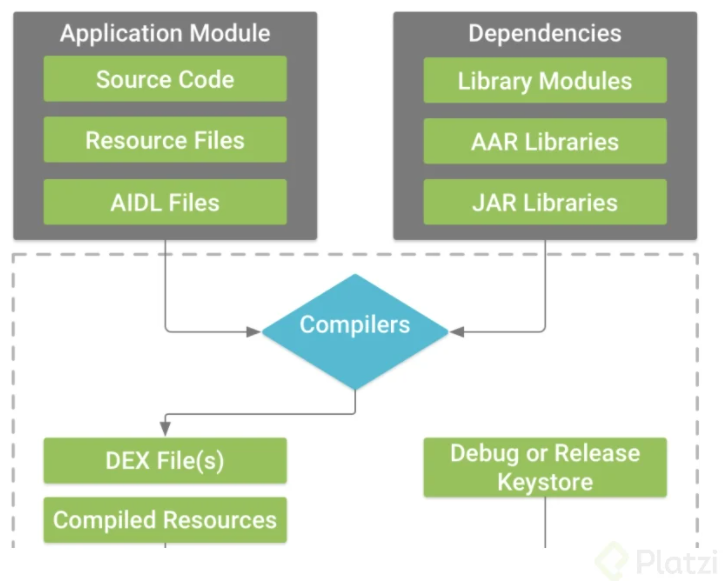 Application Module
Source Code
Resource Files
AIDL Files
Dependencies
Library Modules
AAR Libraries
JAR Libraries
Compilers
DEX File(s)
Compiled Resources
Debug or Release
Keystore
Platzi